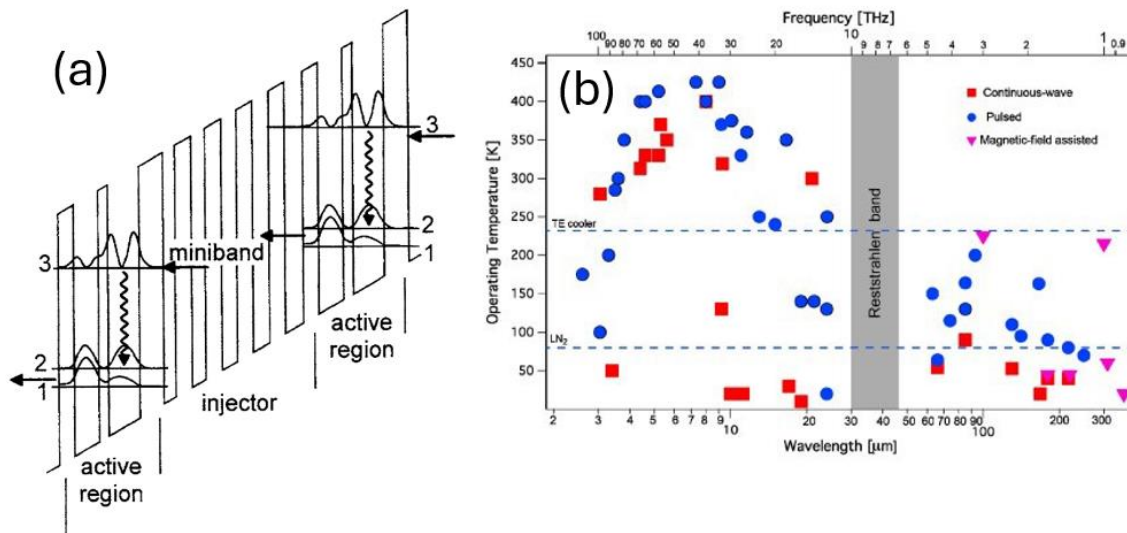 (a)
3
2
1
miniband
3
active
region
2
1
injector
active
region
(b)
Frequency [THz]
100
90 80 70 60 50 40 30 20 10 9 8 7 6 5 4 3 2 1 0.9
Operating Temperature [K]
450
400
350
300
250
200
150
100
50
Continuous-wave
Pulsed
Magnetic-field assisted
TE cooler
LN2
Reststrahlen band
2 3 4 5 6 7 8 9 10 20 30 40 50 60 70 80 90 100 200 300
Wavelength [μm]